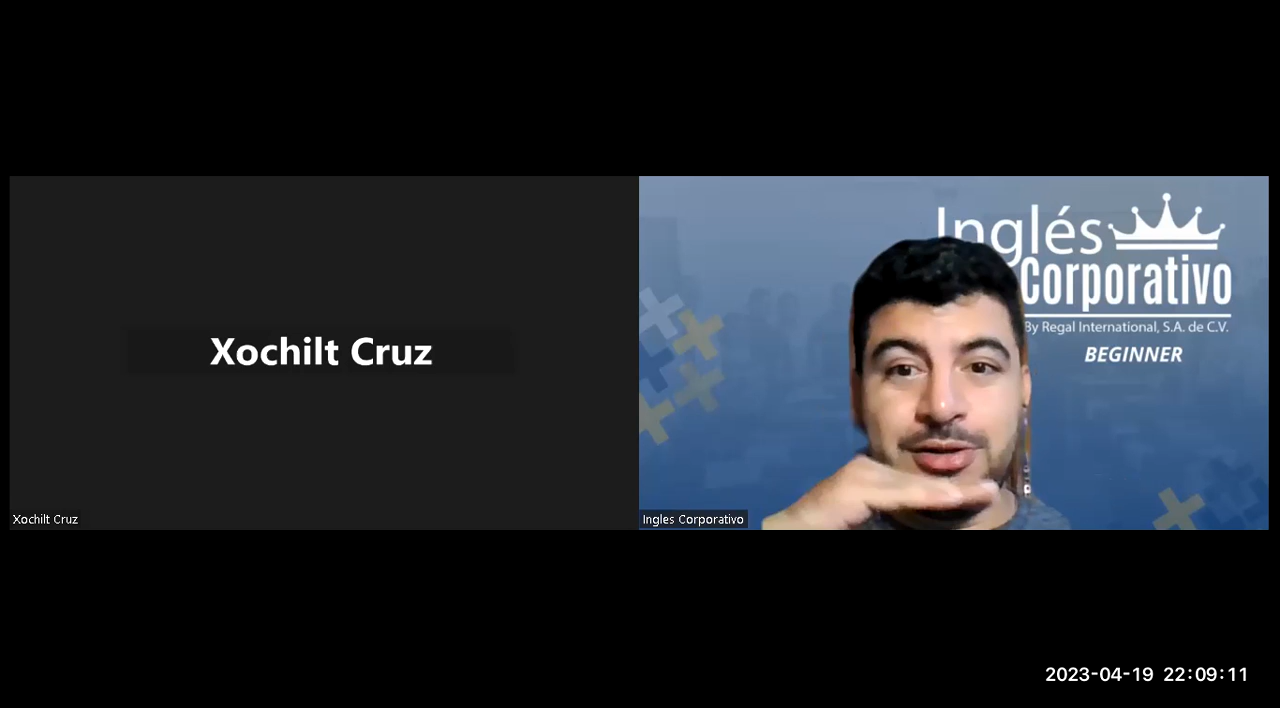 Xochilt Cruz
Xochilt Cruz
Inglés
Corporativo
By Regal International, S.A. de C.V.
BEGINNER
Ingles Corporativo
2023-04-19 22:09:11